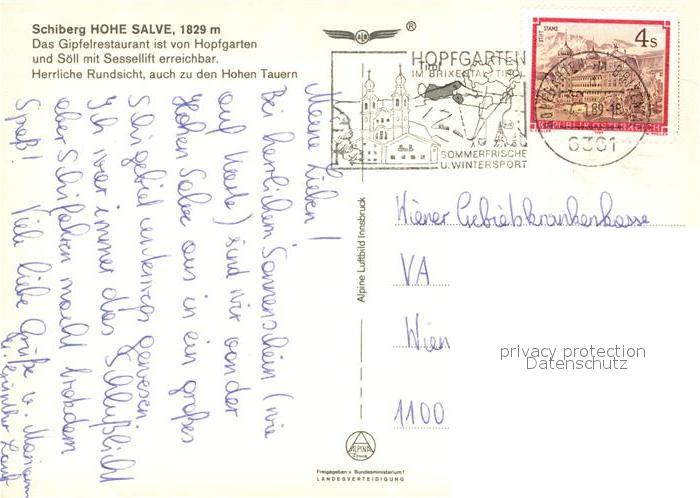 Schiberg HOHE SALVE, 1829 m
Das Gipfelrestaurant ist von Hopfgarten
und Söll mit Sessellift erreichbar.
Herrliche Rundsicht, auch zu den Hohen Tauern
Meine Lieben!
Bei herrlichem Sonnenschein (wie
auf Karte) sind wir von der
Hohen Salve aus in ein großes
Schigebiet unterwegs gewesen.
Ich war immer das Schlußlicht
aber Schifahren macht trotzdem
Spaß! Viele liebe Grüße v. Mariann
u. Günther
Alpine Luftbild Innsbruck
®
HOPFGARTEN
IM BRIXENTAL TIROL
SOMMERFRISCHE
U. WINTERSPORT
STIFT STAMS
4s
REPUBLIK ÖSTERREICH
6361
Wiener Gebietskrankenkasse
VA
Wien
1100
privacy protection
Datenschutz
ALPINA
Druck
Freigegeben v. Bundesministerium f.
LANDESVERTEIDIGUNG